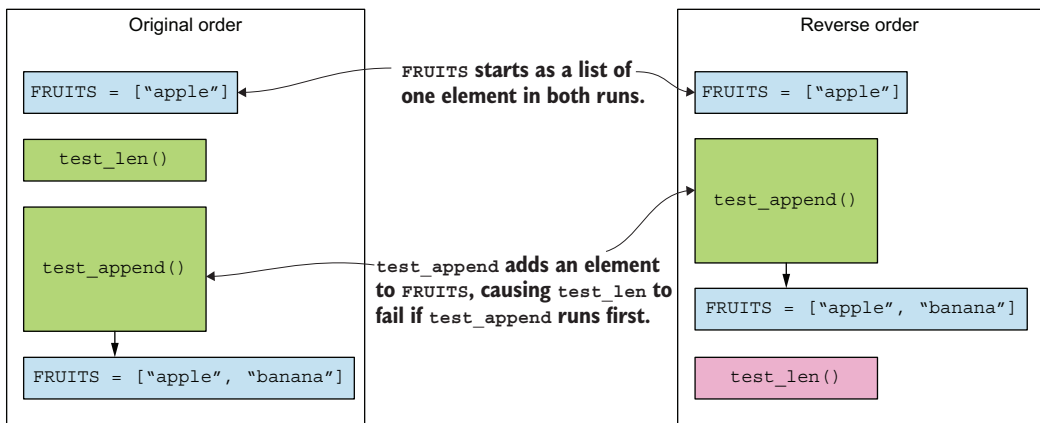 Original order
FRUITS = [“apple”]
test_len()
test_append()
FRUITS = [“apple”, “banana”]
FRUITS starts as a list of
one element in both runs.
test_append adds an element
to FRUITS, causing test_len to
fail if test_append runs first.
Reverse order
FRUITS = [“apple”]
test_append()
FRUITS = [“apple”, “banana”]
test_len()